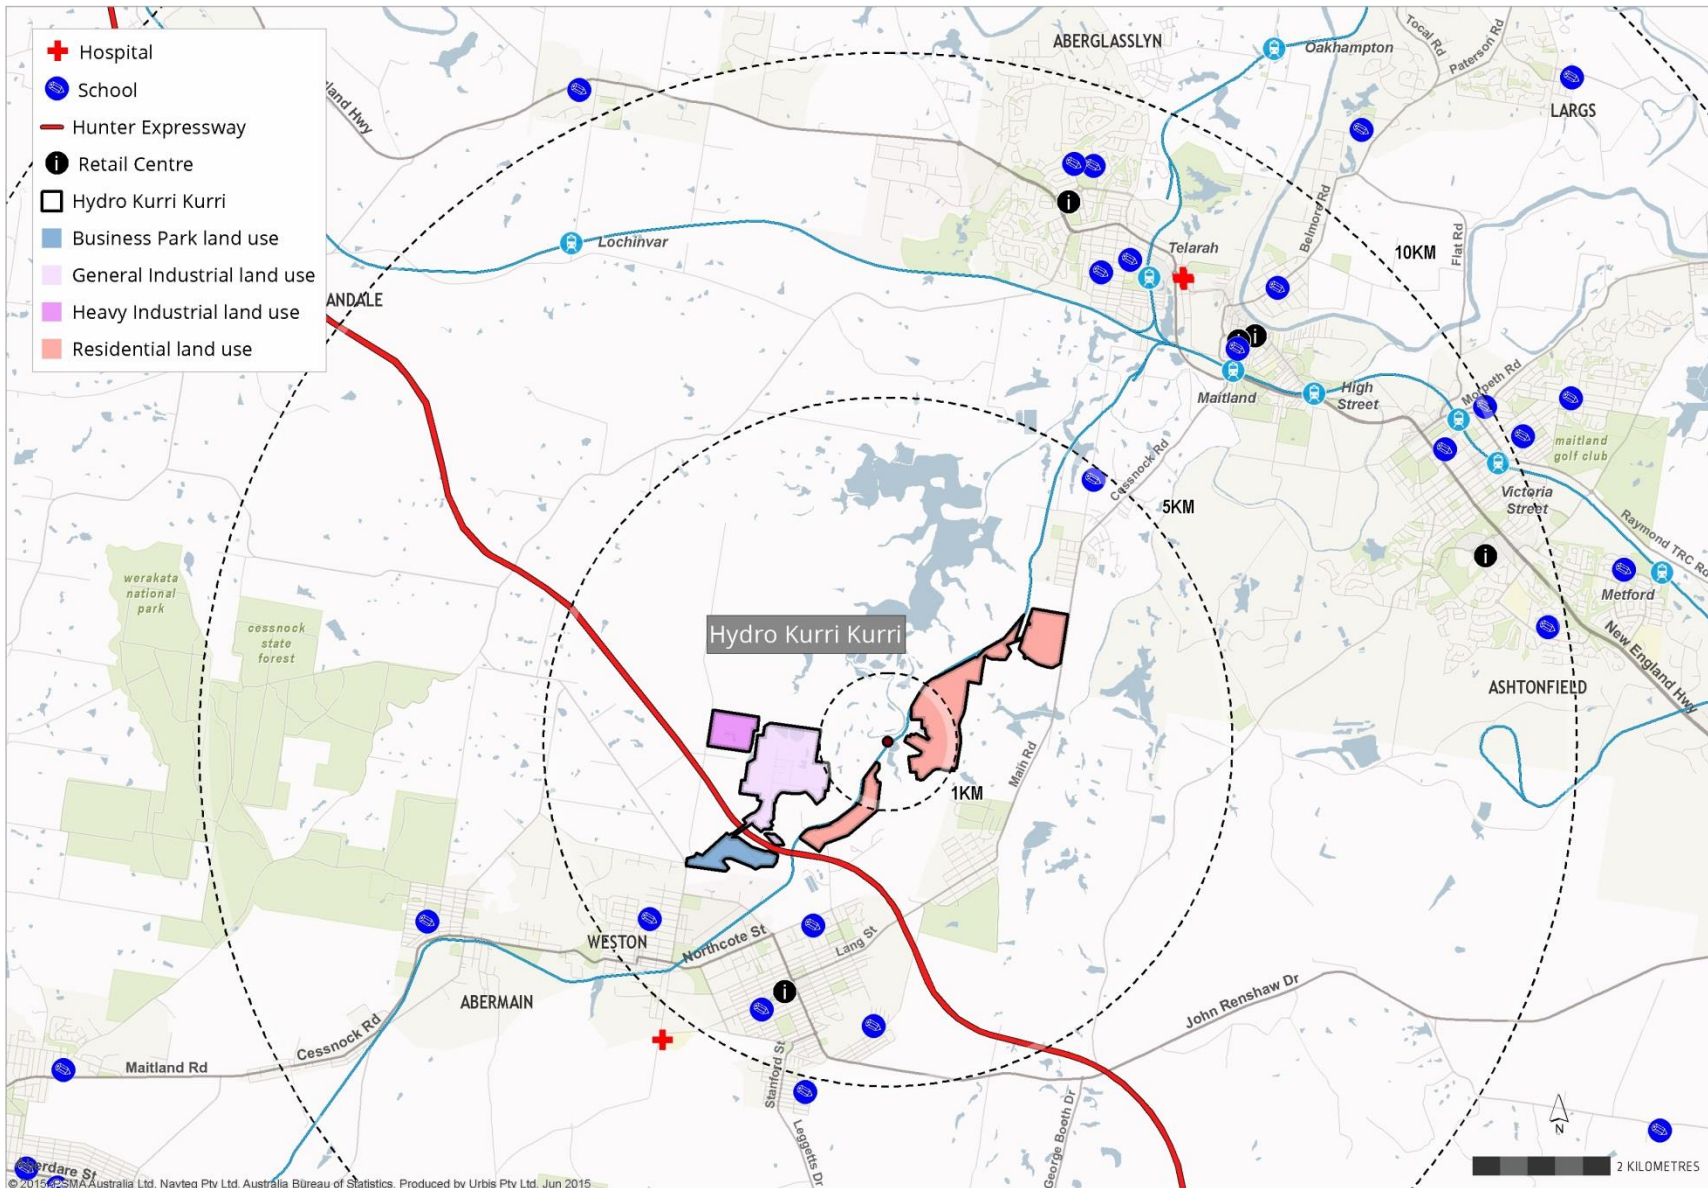 Hospital
School
Hunter Expressway
i Retail Centre
Hydro Kurri Kurri
Business Park land use
General Industrial land use
Heavy Industrial land use
Residential land use
ABERGLASSLYN
Oakhampton
Tocal Rd
Paterson Rd
LARGS
land Hwy
i
Belmore Rd
Lochinvar
Telarah
Flat Rd
10KM
ANDALE
i
i
Maitland
High
Street
Morpeth Rd
maitland
golf club
Cessnock Rd
5KM
Victoria
Street
Raymond TRC Rd
i
Metford
werakata
national
park
cessnock
state
forest
Hydro Kurri Kurri
New England Hwy
ASHTONFIELD
Main Rd
1KM
WESTON
Northcote St
Lang St
i
ABERMAIN
John Renshaw Dr
Cessnock Rd
Maitland Rd
Stanford St
Leggetts Dr
George Booth Dr
N
erdare St
2 KILOMETRES
© 2015 PSMA Australia Ltd, Navteq Pty Ltd, Australia Bureau of Statistics. Produced by Urbis Pty Ltd, Jun 2015